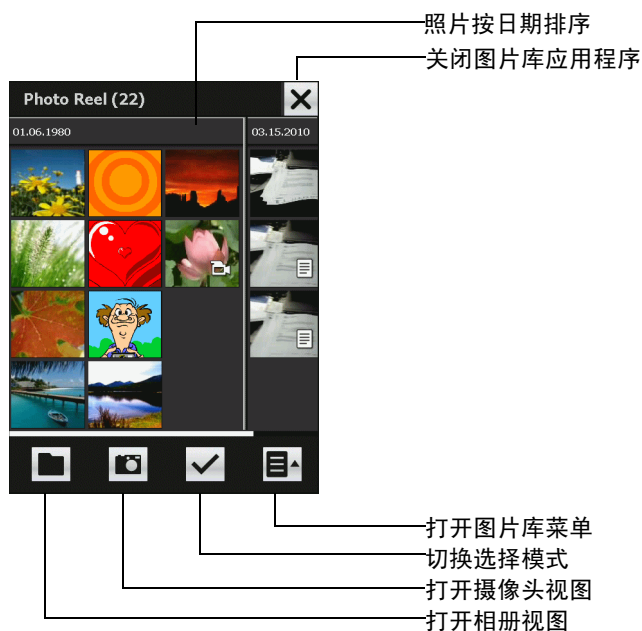 照片按日期排序
关闭图片库应用程序
Photo Reel (22)
01.06.1980
03.15.2010
打开图片库菜单
切换选择模式
打开摄像头视图
打开相册视图